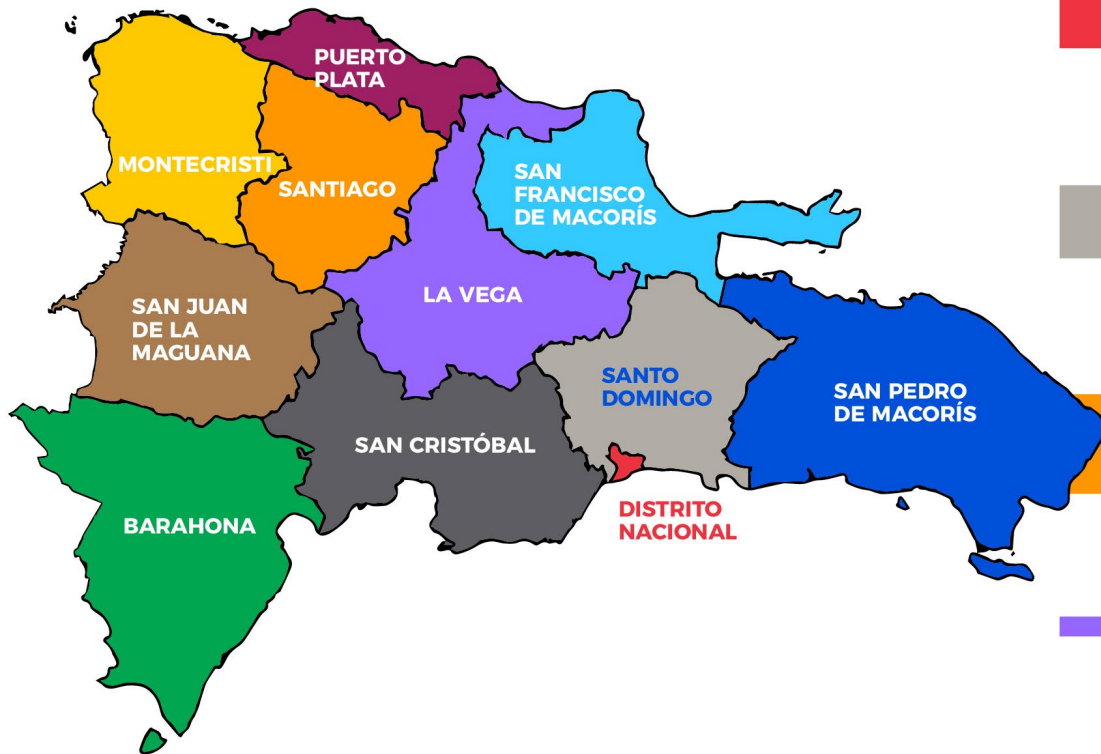 PUERTO
PLATA
MONTECRISTI
SANTIAGO
SAN
FRANCISCO
DE MACORÍS
LA VEGA
SAN JUAN
DE LA
MAGUANA
SANTO
DOMINGO
SAN PEDRO
DE MACORÍS
SAN CRISTÓBAL
BARAHONA
DISTRITO
NACIONAL